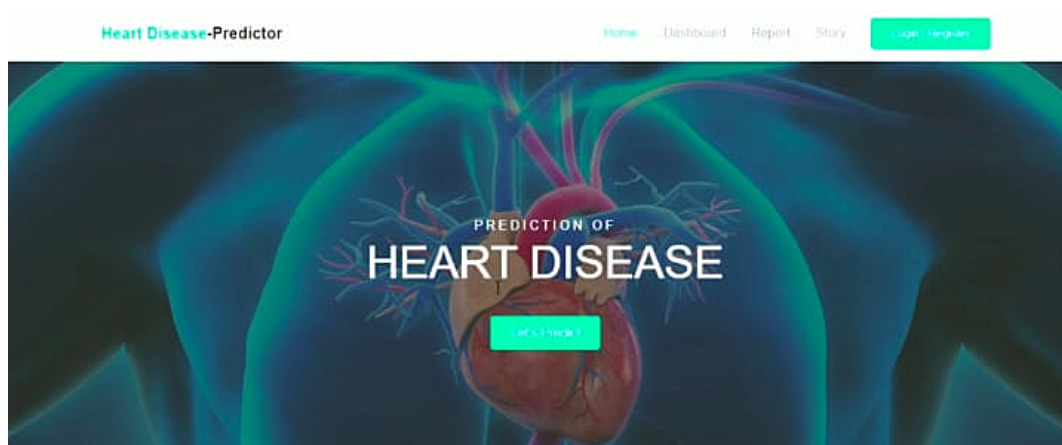 Heart Disease-Predictor
Home Dashboard Report Story Login / Register
PREDICTION OF
HEART DISEASE
Let's Predict